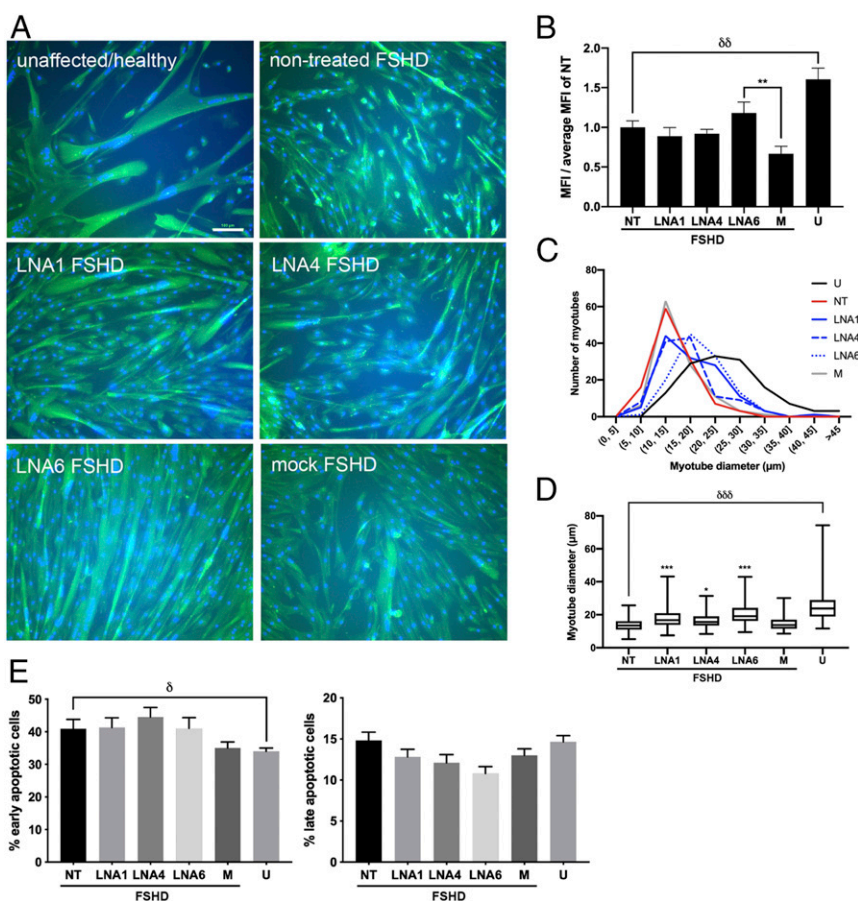 A
unaffected/healthy
non-treated FSHD
LNA1 FSHD
LNA4 FSHD
LNA6 FSHD
mock FSHD
B
δδ
**
MFI / average MFI of NT
2.0
1.5
1.0
0.5
0.0
NT LNA1 LNA4 LNA6 M U
FSHD
C
Number of myotubes
80
60
40
20
0
(0, 5]
(5, 10]
(10, 15]
(15, 20]
(20, 25]
(25, 30]
(30, 35]
(35, 40]
(40, 45]
>45
Myotube diameter (µm)
U
NT
LNA1
LNA4
LNA6
M
D
δδδ
Myotube diameter (µm)
80
60
40
20
0
***
*
***
NT LNA1 LNA4 LNA6 M U
FSHD
E
δ
% early apoptotic cells
50
40
30
20
10
0
NT LNA1 LNA4 LNA6 M U
FSHD
% late apoptotic cells
20
15
10
5
0
NT LNA1 LNA4 LNA6 M U
FSHD